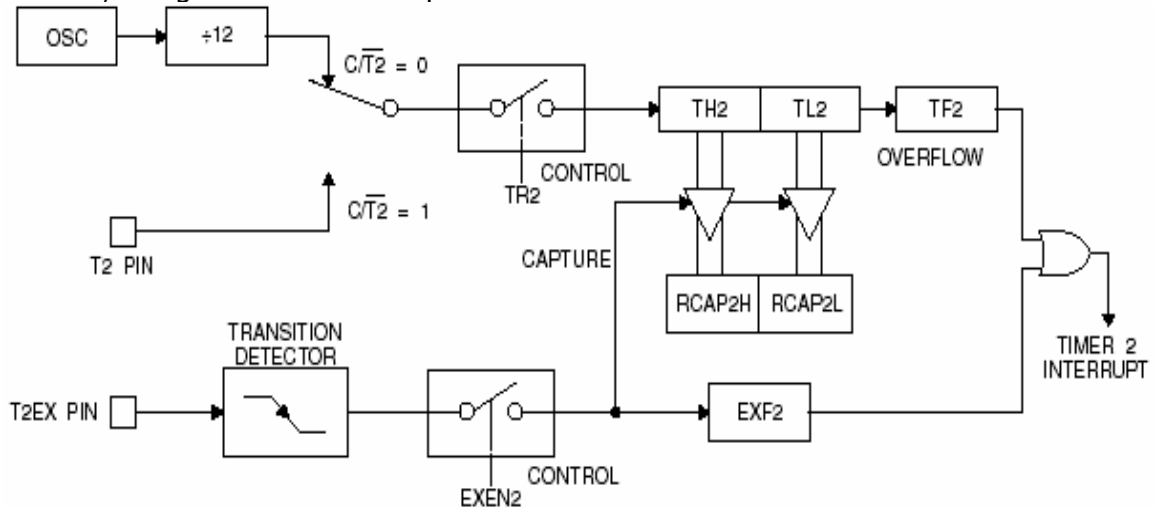 OSC
÷12
C/T2 = 0
TH2
TL2
TF2
OVERFLOW
CONTROL
TR2
C/T2 = 1
T2 PIN
CAPTURE
RCAP2H
RCAP2L
TIMER 2
INTERRUPT
TRANSITION
DETECTOR
T2EX PIN
EXF2
CONTROL
EXEN2